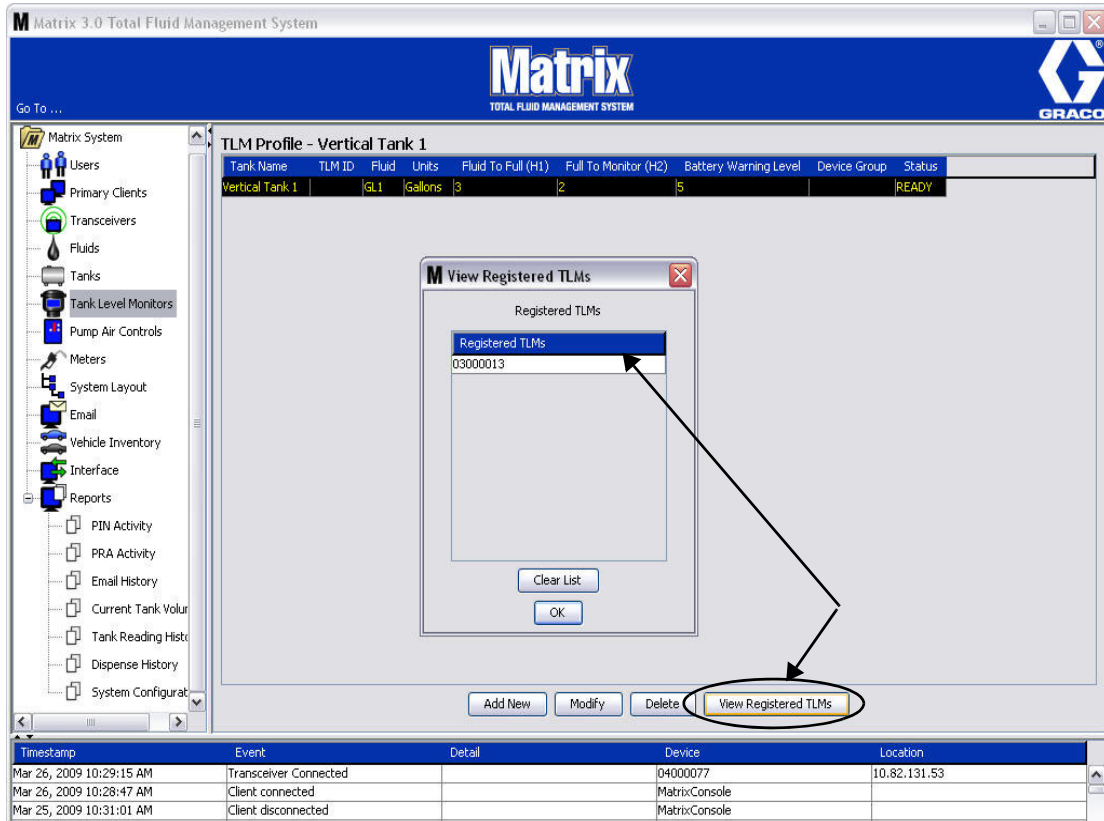 Matrix 3.0 Total Fluid Management System
Matrix
TOTAL FLUID MANAGEMENT SYSTEM
GRACO
Go To ...
Matrix System
Users
Primary Clients
Transceivers
Fluids
Tanks
Tank Level Monitors
Pump Air Controls
Meters
System Layout
Email
Vehicle Inventory
Interface
Reports
PIN Activity
PRA Activity
Email History
Current Tank Volur
Tank Reading Histo
Dispense History
System Configurat
TLM Profile - Vertical Tank 1
Tank Name TLM ID Fluid Units Fluid To Full (H1) Full To Monitor (H2) Battery Warning Level Device Group Status
Vertical Tank 1 GL1 Gallons 3 2 5 READY
View Registered TLMs
Registered TLMs
Registered TLMs
03000013
Clear List
OK
Add New Modify Delete View Registered TLMs
Timestamp Event Detail Device Location
Mar 26, 2009 10:29:15 AM Transceiver Connected 04000077 10.82.131.53
Mar 26, 2009 10:28:47 AM Client connected MatrixConsole
Mar 25, 2009 10:31:01 AM Client disconnected MatrixConsole